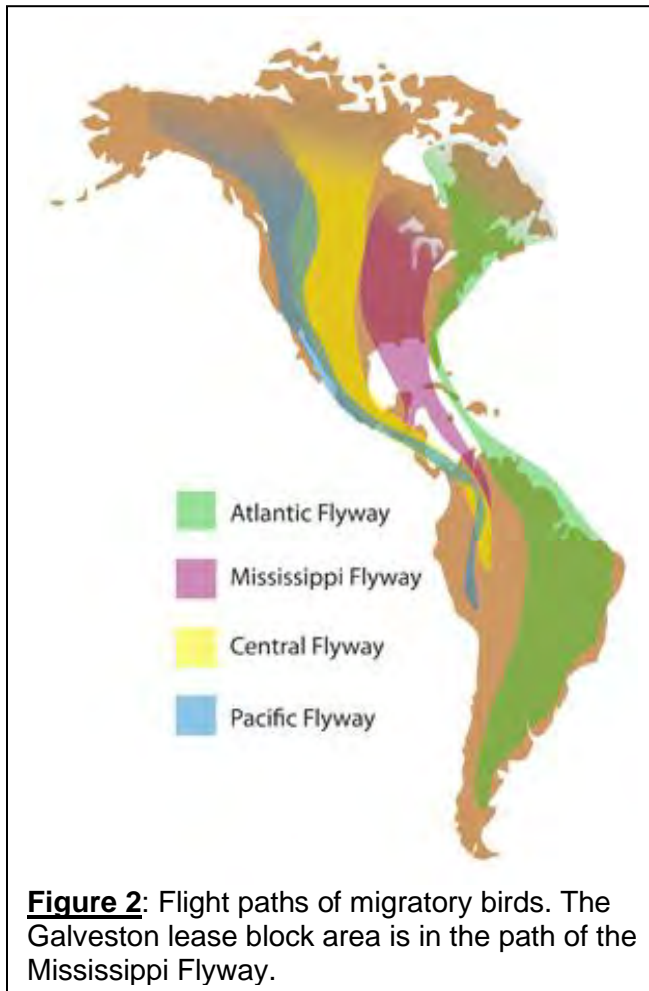 Atlantic Flyway
Mississippi Flyway
Central Flyway
Pacific Flyway
Figure 2: Flight paths of migratory birds. The
Galveston lease block area is in the path of the
Mississippi Flyway.